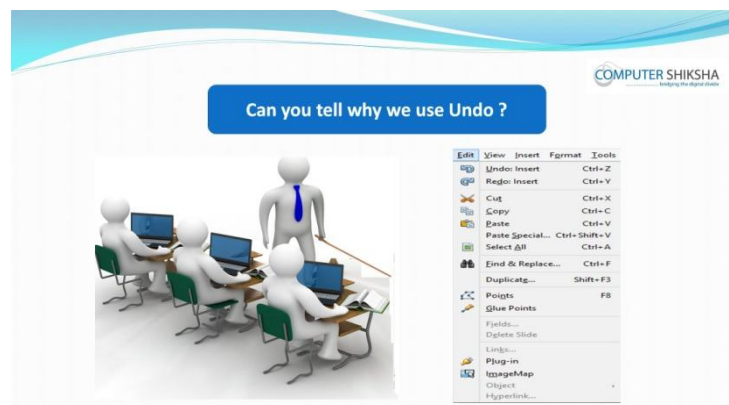 COMPUTER SHIKSHA
bridging the digital divide
Can you tell why we use Undo ?
Edit View Insert Format Tools
Undo: Insert Ctrl+Z
Redo: Insert Ctrl+Y
Cut Ctrl+X
Copy Ctrl+C
Paste Ctrl+V
Paste Special... Ctrl+Shift+V
Select All Ctrl+A
Find & Replace... Ctrl+F
Duplicate... Shift+F3
Points F8
Glue Points
Fields...
Delete Slide
Links...
Plug-in
ImageMap
Object
Hyperlink...